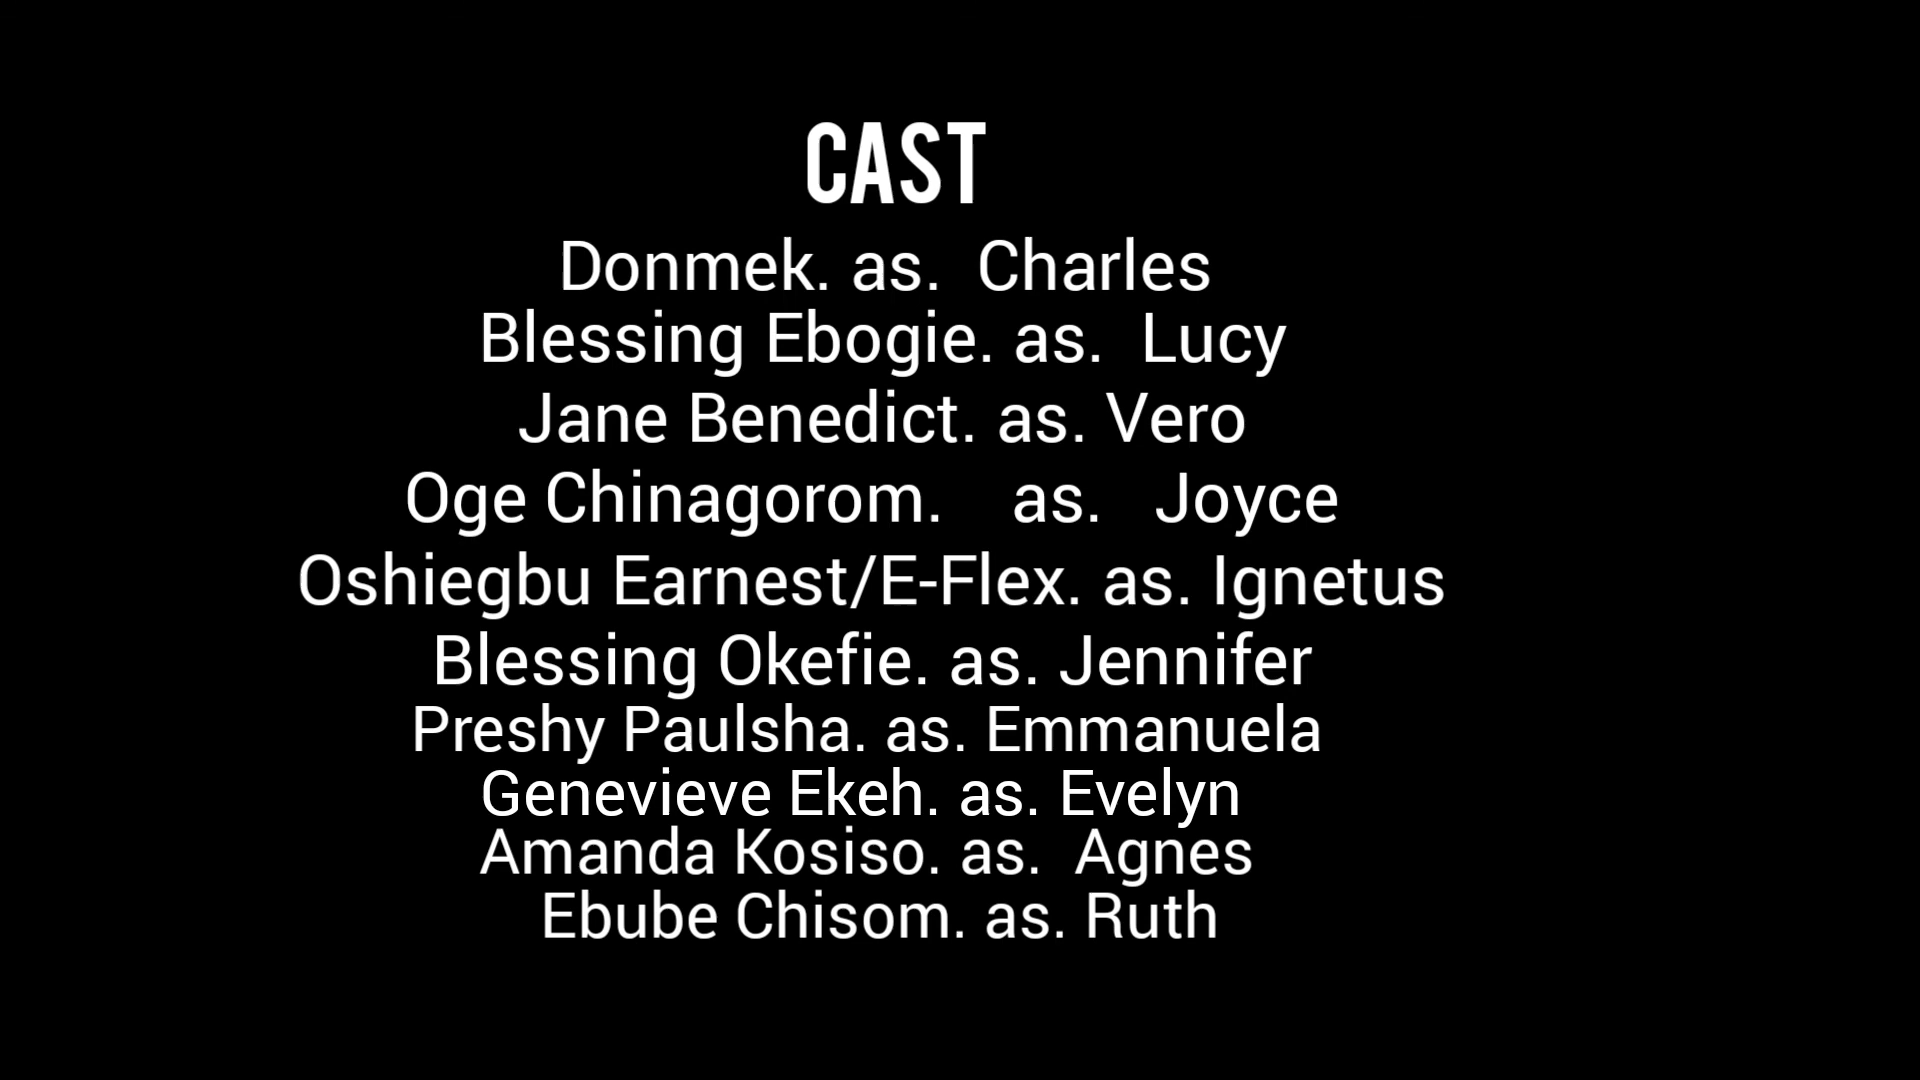 CAST
Donmek. as. Charles
Blessing Ebogie. as. Lucy
Jane Benedict. as. Vero
Oge Chinagorom. as. Joyce
Oshiegbu Earnest/E-Flex. as. Ignetus
Blessing Okefie. as. Jennifer
Preshy Paulsha. as. Emmanuela
Genevieve Ekeh. as. Evelyn
Amanda Kosiso. as. Agnes
Ebube Chisom. as. Ruth